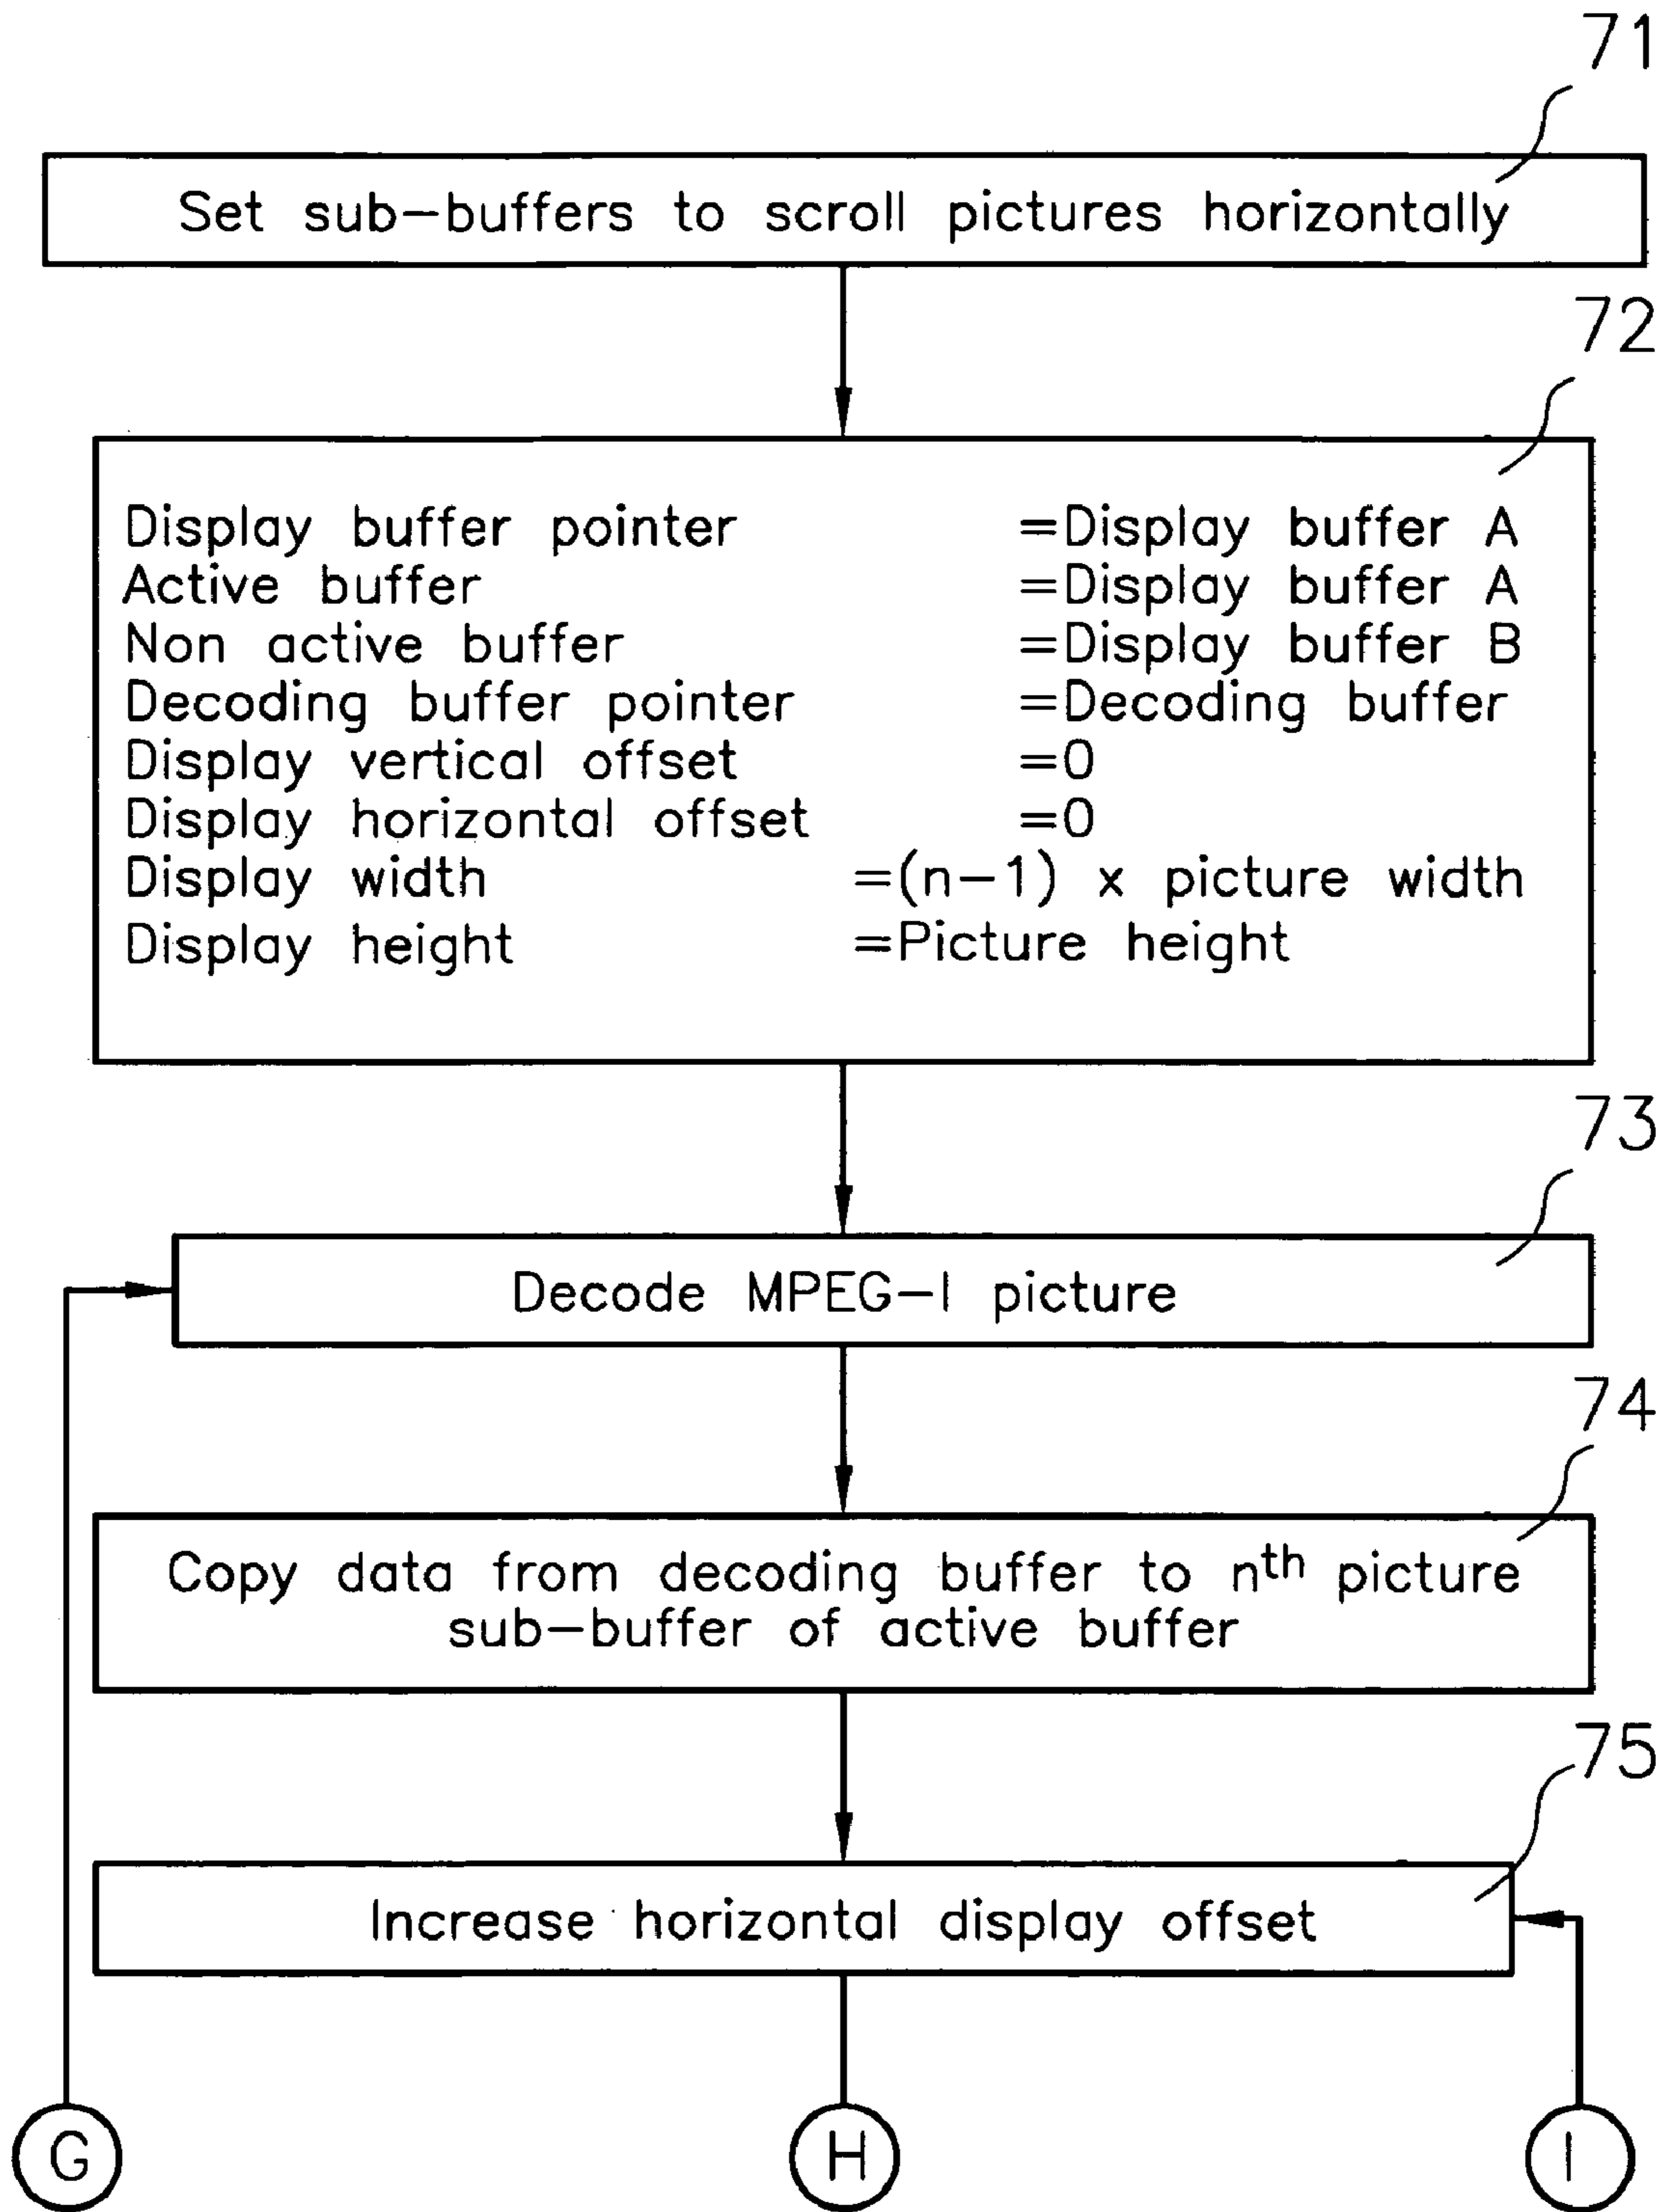 71
Set sub-buffers to scroll pictures horizontally
72
Display buffer pointer =Display buffer A
Active buffer =Display buffer A
Non active buffer =Display buffer B
Decoding buffer pointer =Decoding buffer
Display vertical offset =0
Display horizontal offset =0
Display width =(n-1) x picture width
Display height =Picture height
73
Decode MPEG-I picture
74
Copy data from decoding buffer to nth picture
sub-buffer of active buffer
75
Increase horizontal display offset
G H I